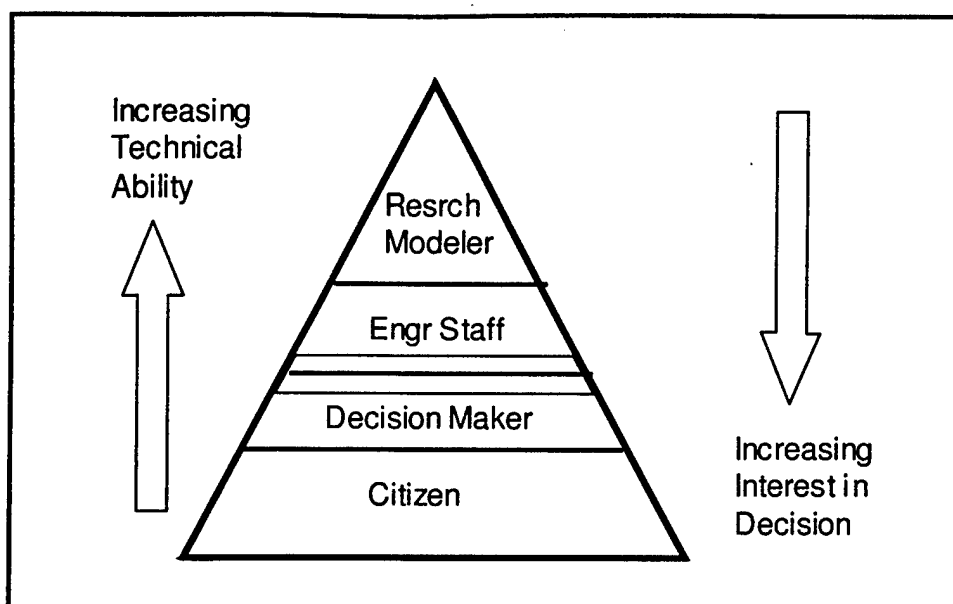 Increasing
Technical
Ability
Resrch
Modeler
Engr Staff
Decision Maker
Citizen
Increasing
Interest in
Decision